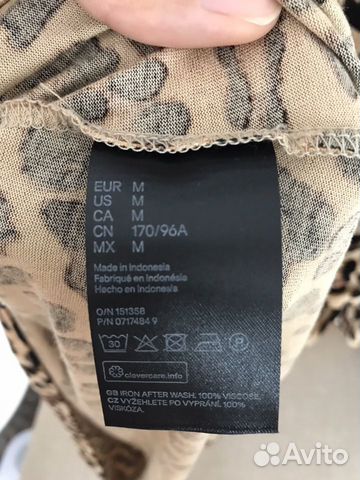 EUR M
US M
CA M
CN 170/96A
MX M
Made in Indonesia
Fabriqué en Indonésie
Hecho en Indonesia
O/N 151358
P/N 0717484 9
30 P
clevercare.info
GB IRON AFTER WASH. 100% VISCOSE.
CZ VYŽEHLETE PO VYPRÁNÍ. 100%
VISKÓZA.
Avito